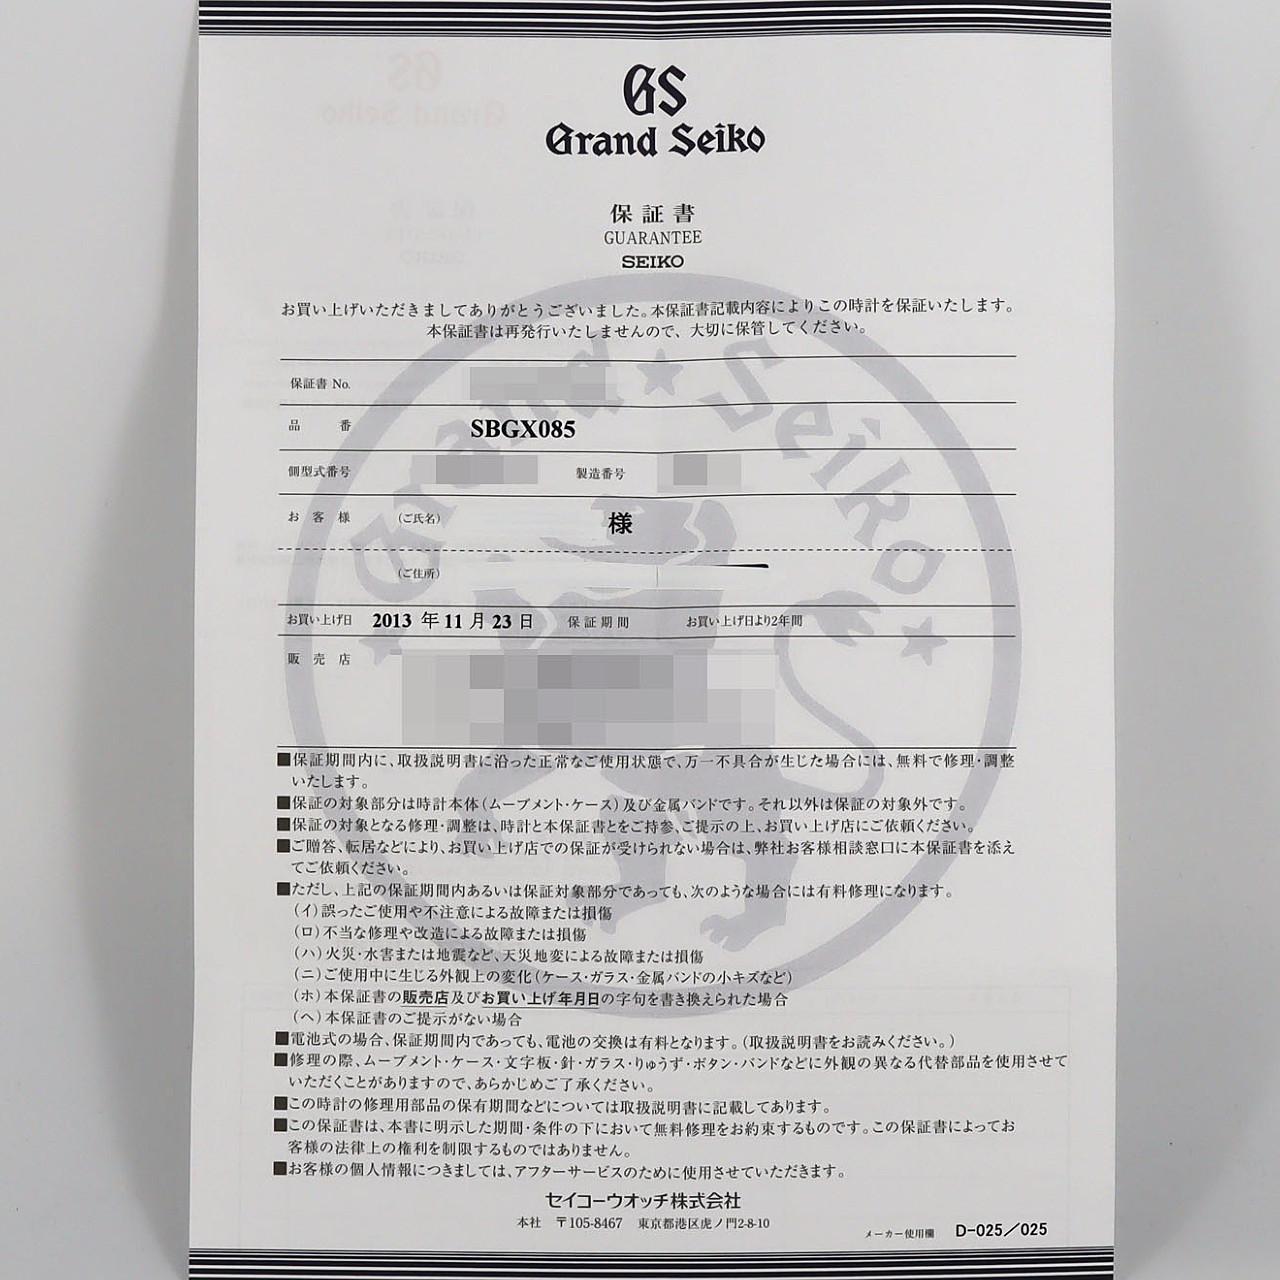 GS
Grand Seiko
保証書
GUARANTEE
SEIKO
お買い上げいただきましてありがとうございました。本保証書記載内容によりこの時計を保証いたします。
本保証書は再発行いたしませんので、大切に保管してください。
保証書 No.
品番 SBGX085
側型式番号 製造番号
お客様 (ご氏名) 様
(ご住所)
お買い上げ日 2013 年 11 月 23 日 保証期間 お買い上げ日より2年間
販売店
■保証期間内に、取扱説明書に沿った正常なご使用状態で、万一不具合が生じた場合には、無料で修理・調整
いたします。
■保証の対象部分は時計本体(ムーブメント・ケース)及び金属バンドです。それ以外は保証の対象外です。
■保証の対象となる修理・調整は、時計と本保証書とをご持参、ご提示の上、お買い上げ店にご依頼ください。
■ご贈答、転居などにより、お買い上げ店での保証が受けられない場合は、弊社お客様相談窓口に本保証書を添え
てご依頼ください。
■ただし、上記の保証期間内あるいは保証対象部分であっても、次のような場合には有料修理になります。
(イ)誤ったご使用や不注意による故障または損傷
(ロ)不当な修理や改造による故障または損傷
(ハ)火災・水害または地震など、天災地変による故障または損傷
(ニ)ご使用中に生じる外観上の変化(ケース・ガラス・金属バンドの小キズなど)
(ホ)本保証書の販売店及びお買い上げ年月日の字句を書き換えられた場合
(ヘ)本保証書のご提示がない場合
■電池式の場合、保証期間内であっても、電池の交換は有料となります。(取扱説明書をお読みください。)
■修理の際、ムーブメント・ケース・文字板・針・ガラス・りゅうず・ボタン・バンドなどに外観の異なる代替部品を使用させて
いただくことがありますので、あらかじめご了承ください。
■この時計の修理用部品の保有期間などについては取扱説明書に記載してあります。
■この保証書は、本書に明示した期間・条件の下において無料修理をお約束するものです。この保証書によってお
客様の法律上の権利を制限するものではありません。
■お客様の個人情報につきましては、アフターサービスのために使用させていただきます。
セイコーウオッチ株式会社
本社 〒105-8467 東京都港区虎ノ門2-8-10
メーカー使用欄 D-025/025
Grand ★ Seiko ★